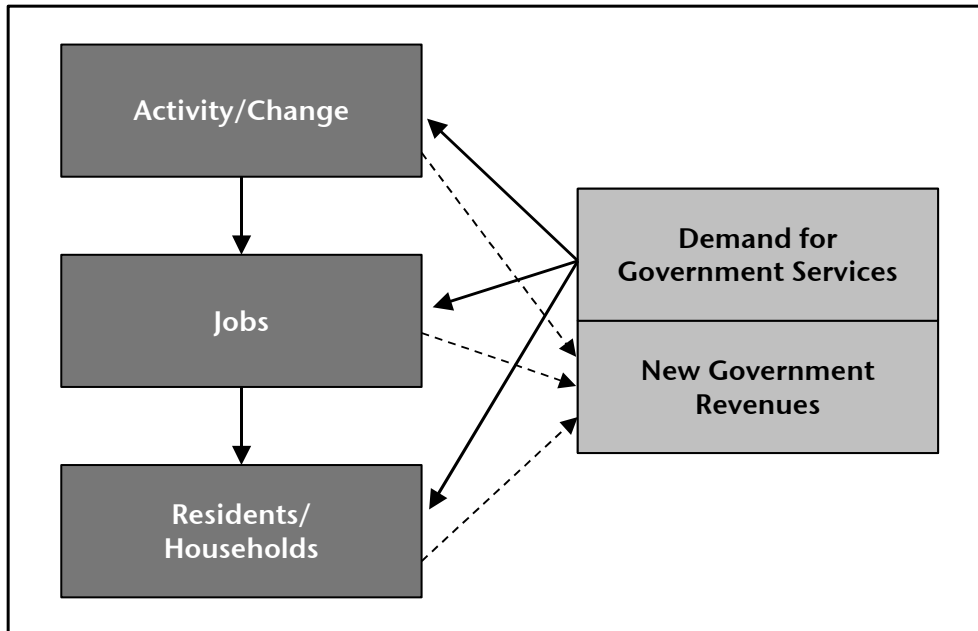 Activity/Change
Jobs
Residents/
Households
Demand for
Government Services
New Government
Revenues